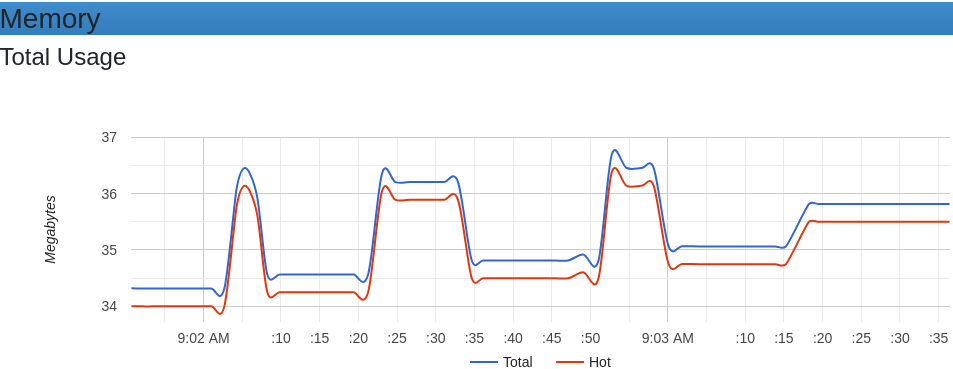 Memory
Total Usage
37
36
35
34
Megabytes
9:02 AM :10 :15 :20 :25 :30 :35 :40 :45 :50 9:03 AM :10 :15 :20 :25 :30 :35
Total Hot